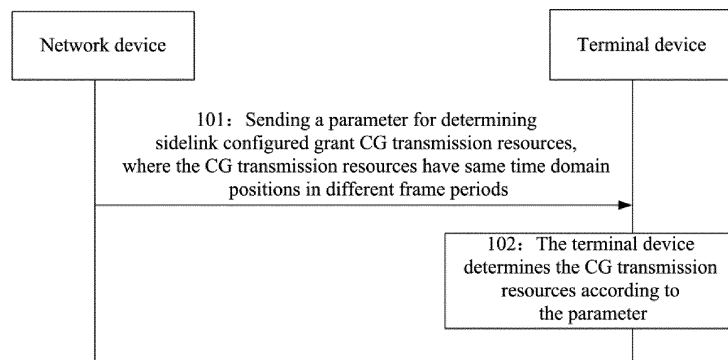 Network device
Terminal device
101: Sending a parameter for determining
sidelink configured grant CG transmission resources,
where the CG transmission resources have same time domain
positions in different frame periods
102: The terminal device
determines the CG transmission
resources according to
the parameter